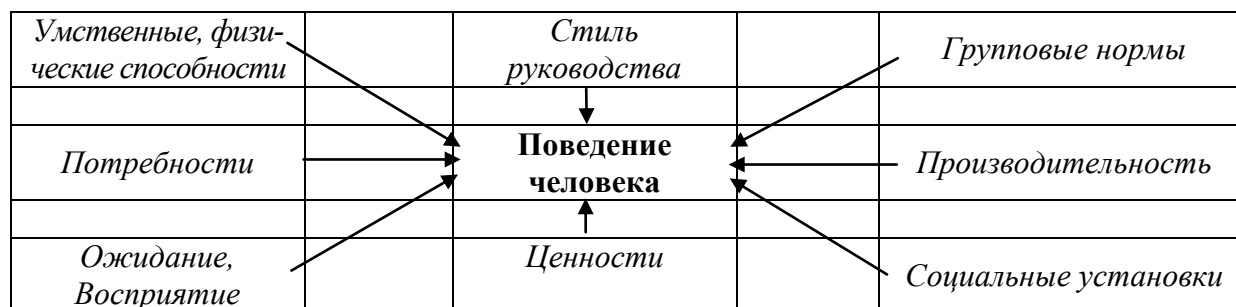 Умственные, физи-
ческие способности
Стиль
руководства
Групповые нормы
Потребности
Поведение
человека
Производительность
Ожидание,
Восприятие
Ценности
Социальные установки